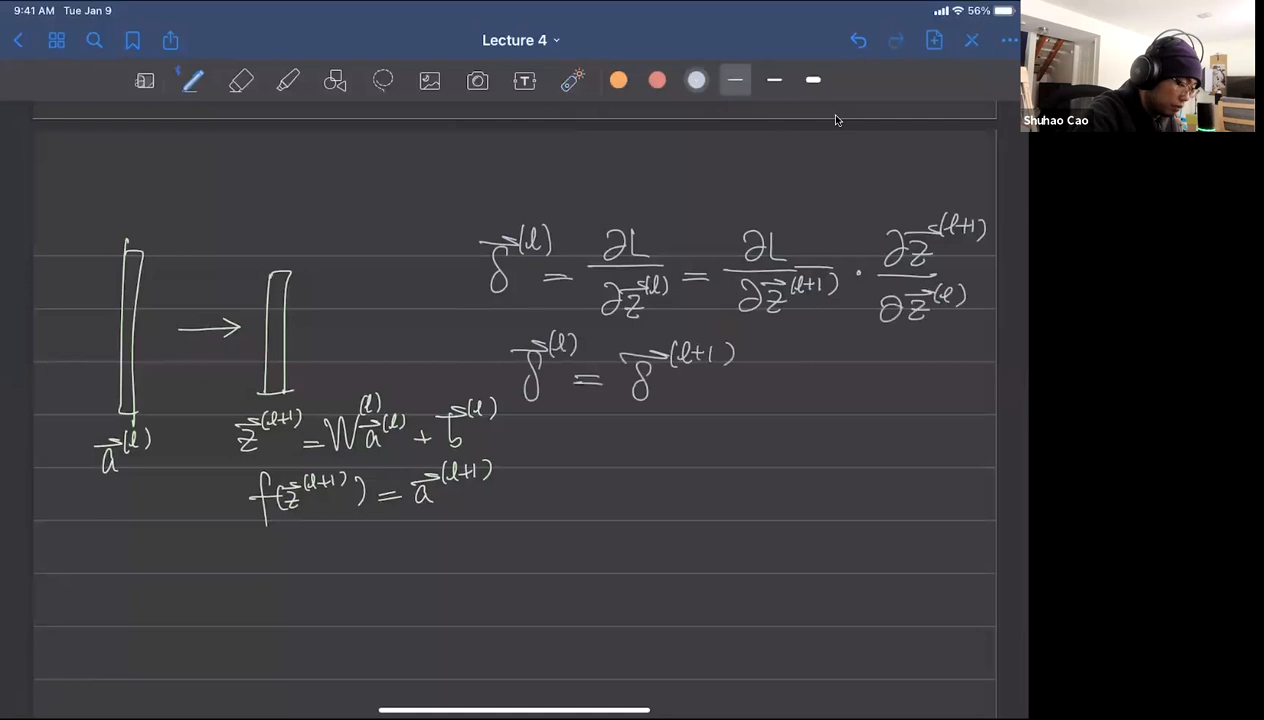 9:41 AM Tue Jan 9
56%
Lecture 4
T
Shuhao Cao
δ⃗^(l) = ∂L/∂z⃗^(l) = ∂L/∂z⃗^(l+1) · ∂z⃗^(l+1)/∂z⃗^(l)
δ⃗^(l) = δ⃗^(l+1)
a⃗^(l)
z⃗^(l+1) = W^(l) a⃗^(l) + b⃗^(l)
f(z⃗^(l+1)) = a⃗^(l+1)